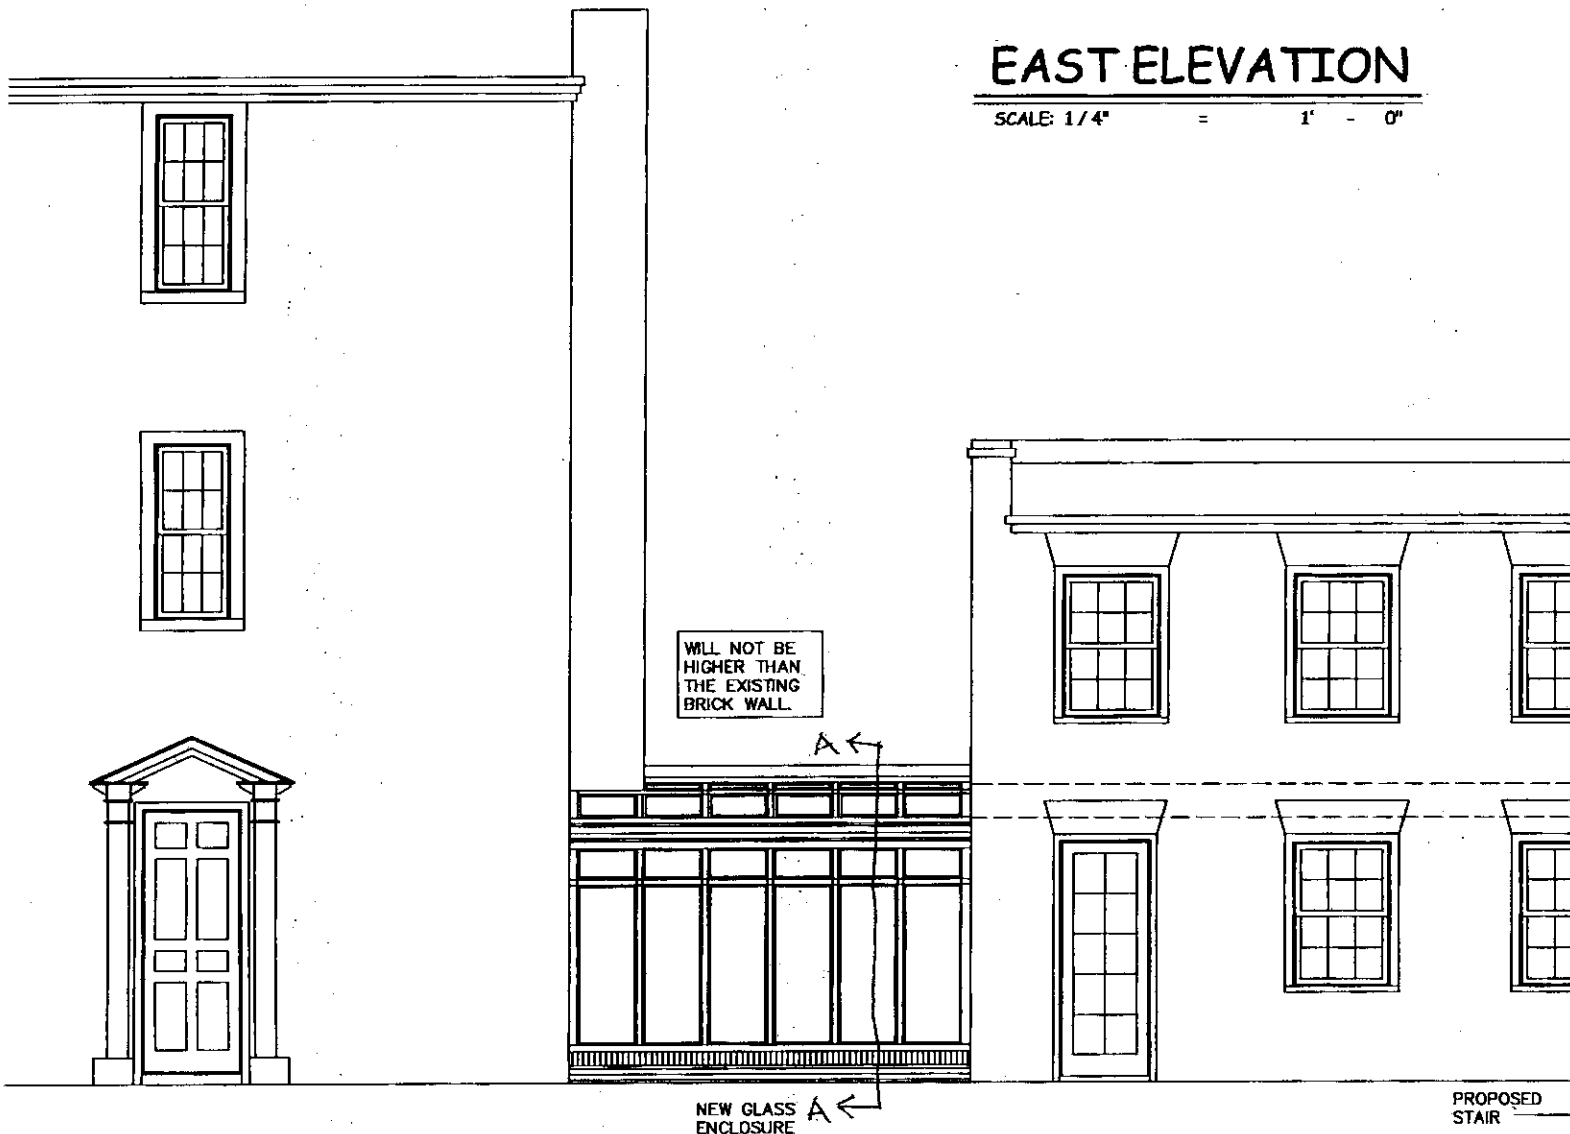 EAST ELEVATION
SCALE: 1/4" = 1' - 0"
WILL NOT BE
HIGHER THAN
THE EXISTING
BRICK WALL.
A
NEW GLASS A
ENCLOSURE
PROPOSED
STAIR